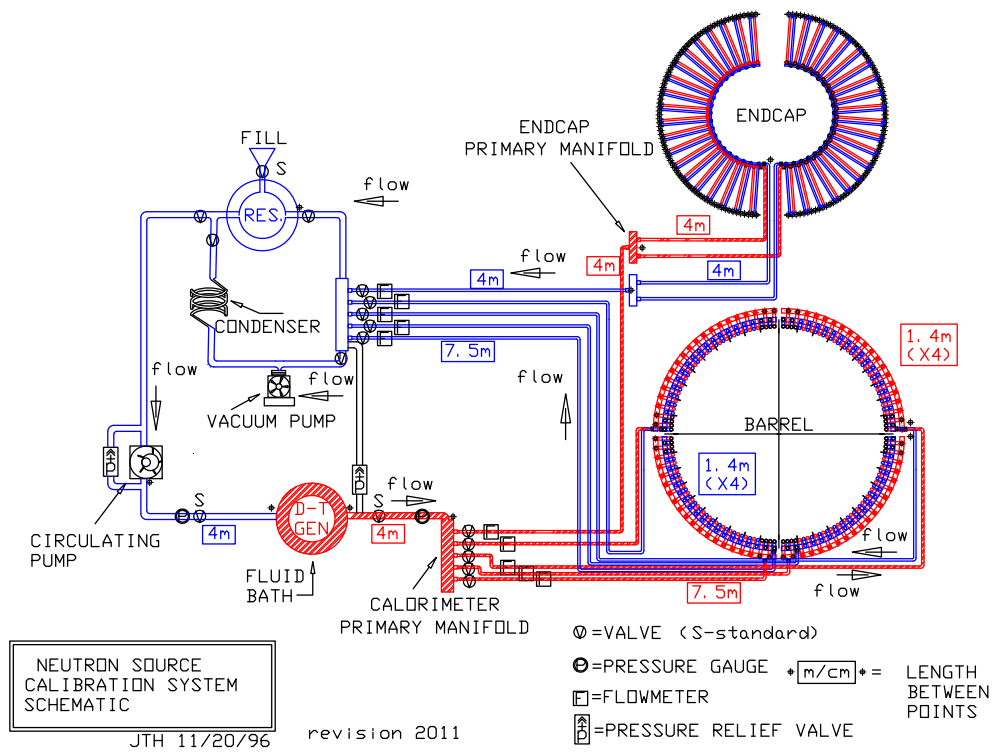 ENDCAP
PRIMARY MANIFOLD
ENDCAP
FILL
S
flow
RES.
4m
flow
4m
4m
4m
CONDENSER
7.5m
1.4m
(X4)
flow
flow
flow
VACUUM PUMP
BARREL
1.4m
(X4)
flow
S
S
D-T
GEN
4m
4m
CIRCULATING
PUMP
flow
FLUID
BATH
flow
7.5m
CALORIMETER
PRIMARY MANIFOLD
=VALVE (S-standard)
P =PRESSURE GAUGE
m/cm = LENGTH
BETWEEN
POINTS
F =FLOWMETER
P =PRESSURE RELIEF VALVE
NEUTRON SOURCE
CALIBRATION SYSTEM
SCHEMATIC
JTH 11/20/96
revision 2011